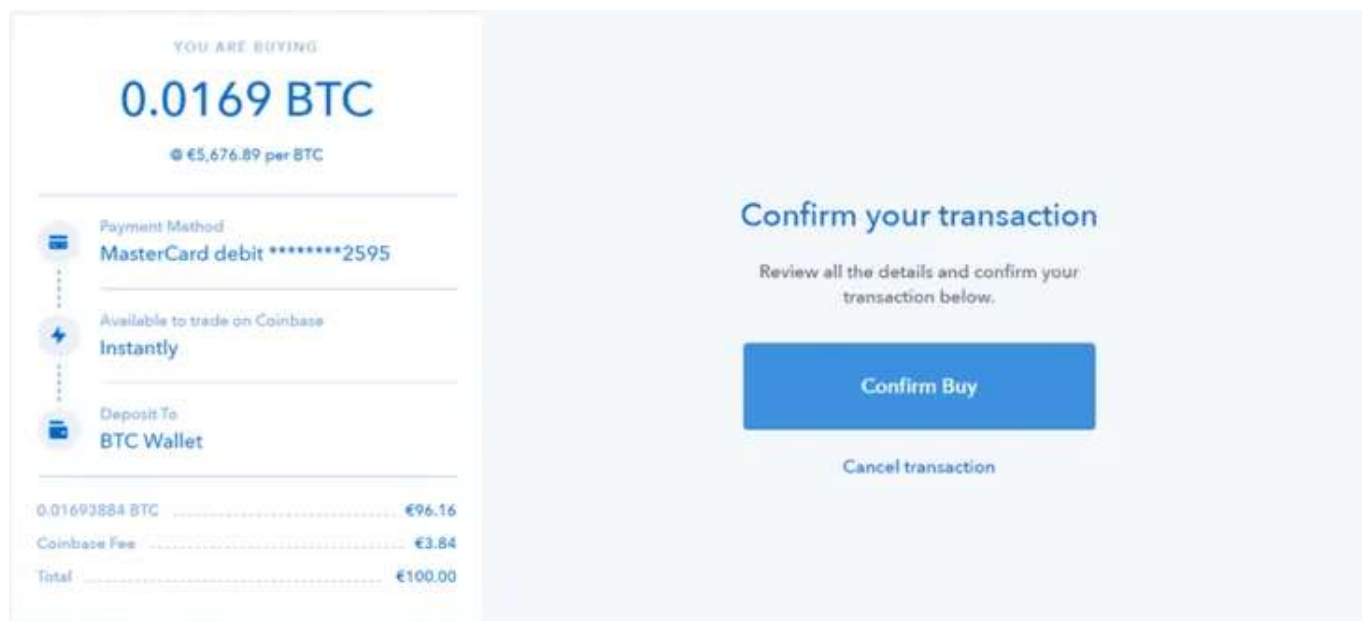 YOU ARE BUYING
0.0169 BTC
@ €5,676.89 per BTC
Payment Method
MasterCard debit ********2595
Available to trade on Coinbase
Instantly
Deposit To
BTC Wallet
0.01693884 BTC €96.16
Coinbase Fee €3.84
Total €100.00
Confirm your transaction
Review all the details and confirm your
transaction below.
Confirm Buy
Cancel transaction